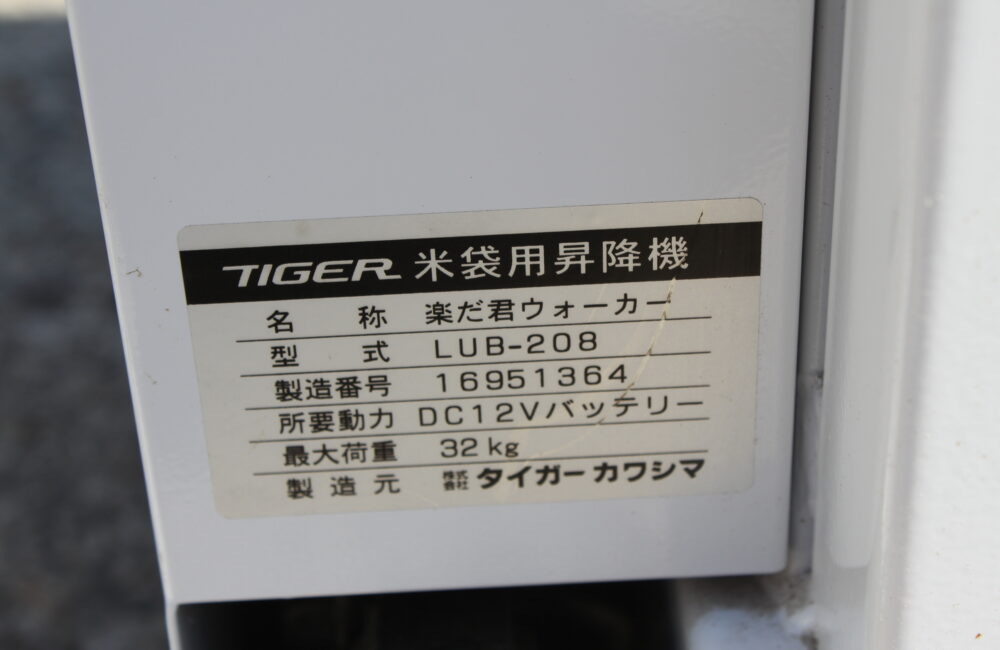 TIGER 米袋用昇降機
名 称 楽だ君ウォーカー
型 式 LUB-208
製造番号 16951364
所要動力 DC12Vバッテリー
最大荷重 32kg
製造元 株式会社 タイガーカワシマ